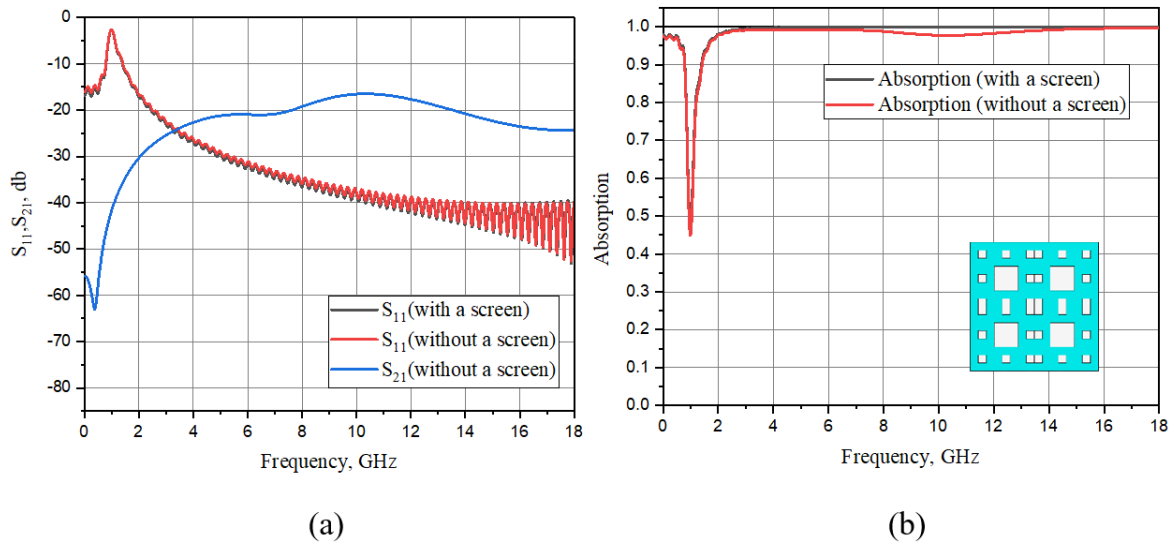 0
-10
-20
-30
-40
-50
-60
-70
-80
S11,S21, db
S11(with a screen)
S11(without a screen)
S21(without a screen)
0 2 4 6 8 10 12 14 16 18
Frequency, GHz
(a)
1.0
0.9
0.8
0.7
0.6
0.5
0.4
0.3
0.2
0.1
0.0
Absorption
Absorption (with a screen)
Absorption (without a screen)
0 2 4 6 8 10 12 14 16 18
Frequency, GHz
(b)